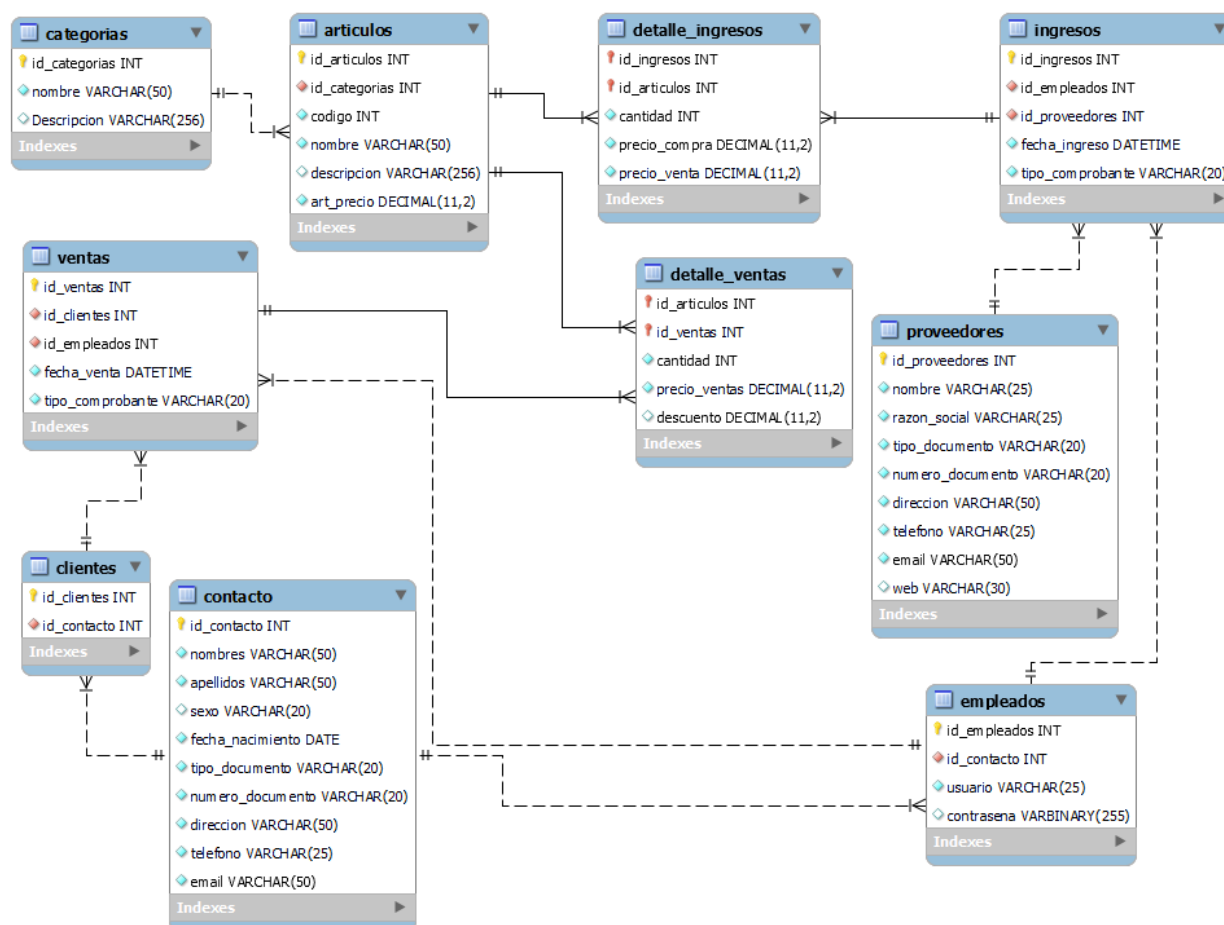 categorias
id_categorias INT
nombre VARCHAR(50)
Descripcion VARCHAR(256)
Indexes
articulos
id_articulos INT
id_categorias INT
codigo INT
nombre VARCHAR(50)
descripcion VARCHAR(256)
art_precio DECIMAL(11,2)
Indexes
detalle_ingresos
id_ingresos INT
id_articulos INT
cantidad INT
precio_compra DECIMAL(11,2)
precio_venta DECIMAL(11,2)
Indexes
ingresos
id_ingresos INT
id_empleados INT
id_proveedores INT
fecha_ingreso DATETIME
tipo_comprobante VARCHAR(20)
Indexes
ventas
id_ventas INT
id_clientes INT
id_empleados INT
fecha_venta DATETIME
tipo_comprobante VARCHAR(20)
Indexes
detalle_ventas
id_articulos INT
id_ventas INT
cantidad INT
precio_ventas DECIMAL(11,2)
descuento DECIMAL(11,2)
Indexes
proveedores
id_proveedores INT
nombre VARCHAR(25)
razon_social VARCHAR(25)
tipo_documento VARCHAR(20)
numero_documento VARCHAR(20)
direccion VARCHAR(50)
telefono VARCHAR(25)
email VARCHAR(50)
web VARCHAR(30)
Indexes
clientes
id_clientes INT
id_contacto INT
Indexes
contacto
id_contacto INT
nombres VARCHAR(50)
apellidos VARCHAR(50)
sexo VARCHAR(20)
fecha_nacimiento DATE
tipo_documento VARCHAR(20)
numero_documento VARCHAR(20)
direccion VARCHAR(50)
telefono VARCHAR(25)
email VARCHAR(50)
Indexes
empleados
id_empleados INT
id_contacto INT
usuario VARCHAR(25)
contrasena VARBINARY(255)
Indexes